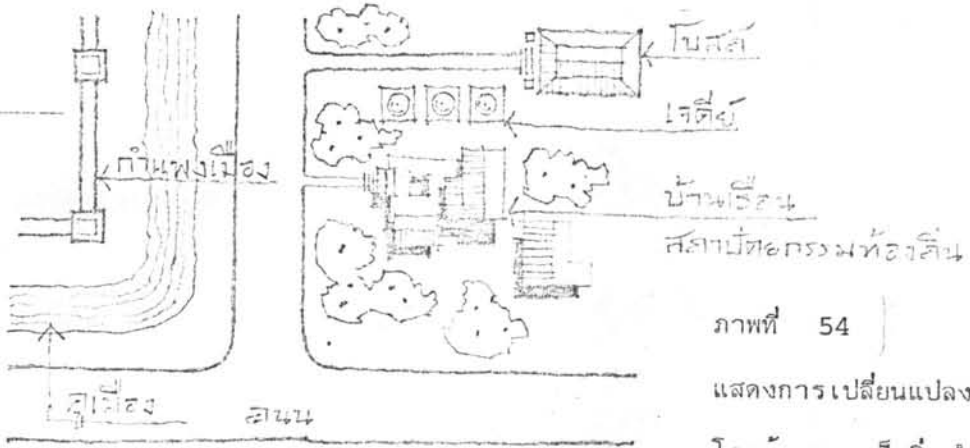 โบสถ์
เจดีย์
กำแพงเมือง
บ้านเรือน
สถาปัตยกรรมท้องถิ่น
ภาพที่ 54
แสดงการเปลี่ยนแปลง
คูเมือง
ถนน